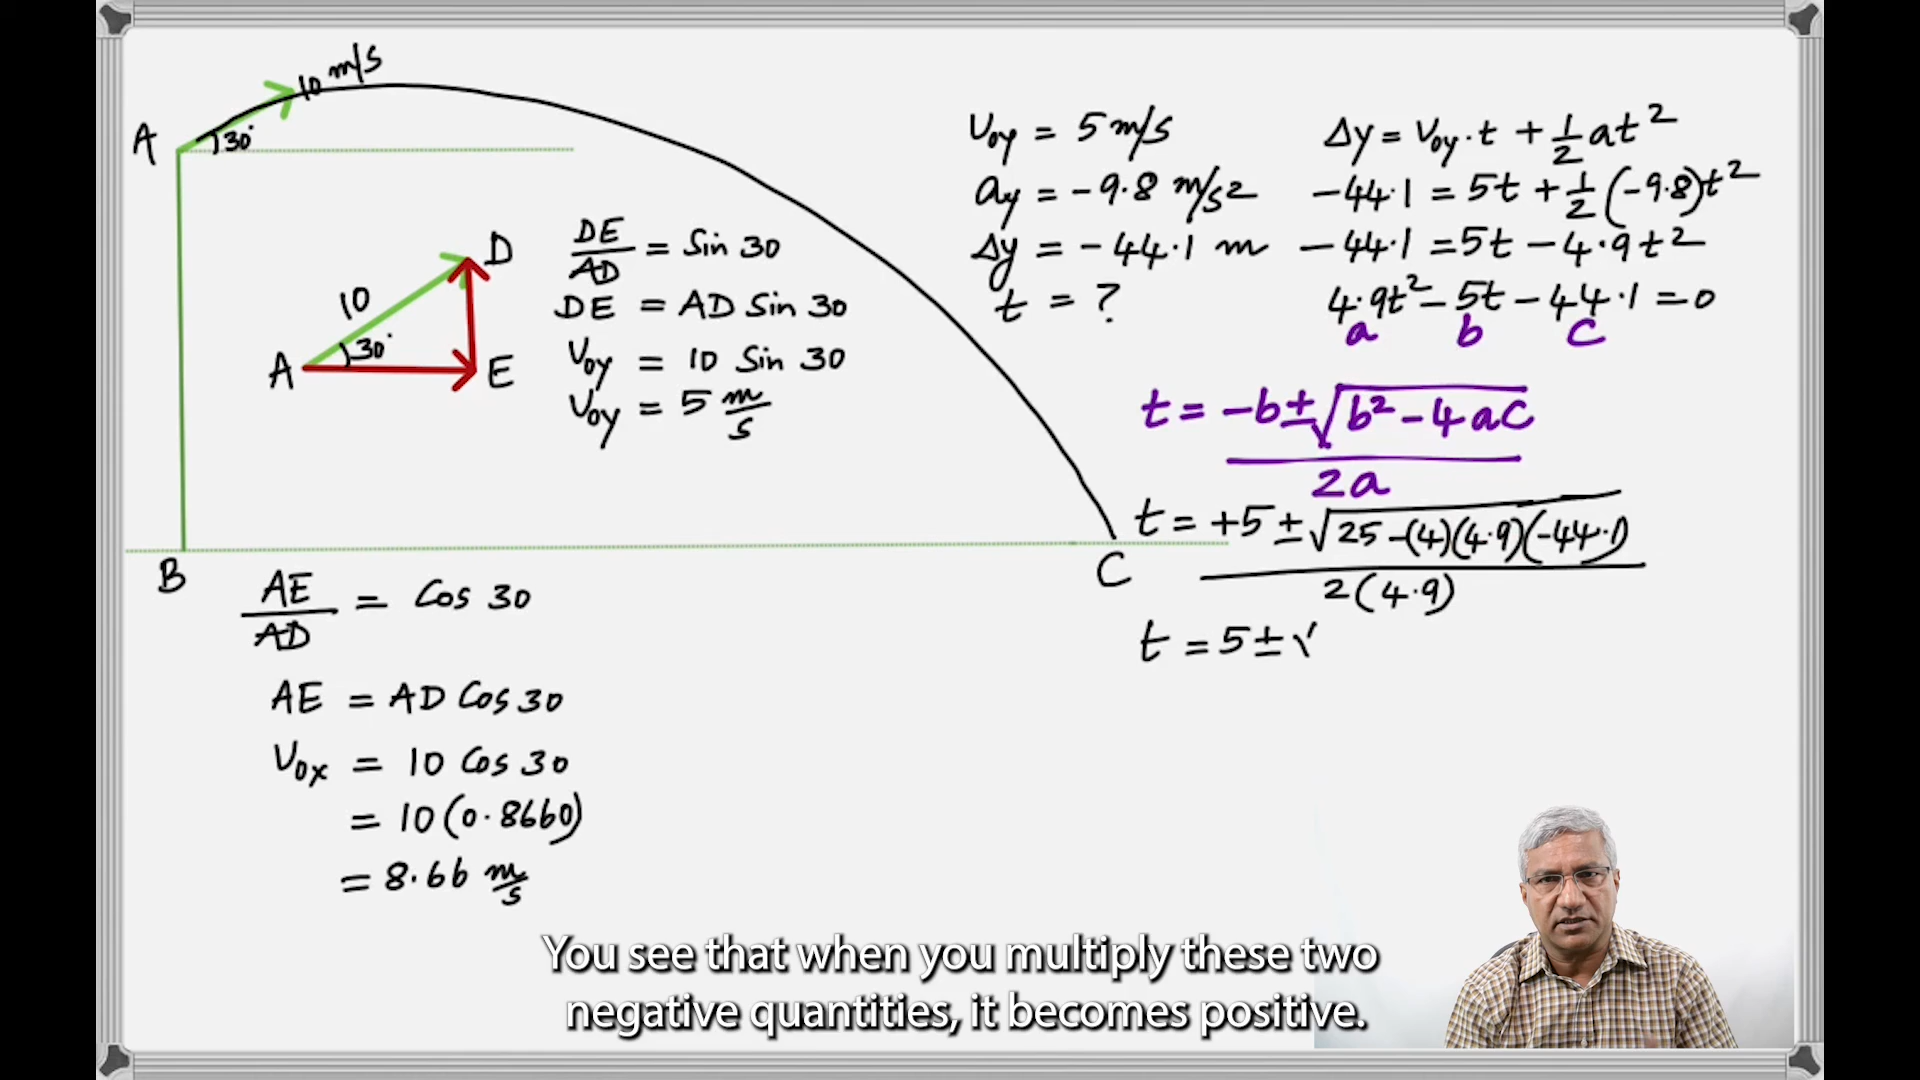 10 m/s
A
30°
D
10
A
30°
E
DE/AD = Sin 30
DE = AD Sin 30
Voy = 10 Sin 30
Voy = 5 m/s
B
C
AE/AD = Cos 30
AE = AD Cos 30
Vox = 10 Cos 30
= 10 (0.8660)
= 8.66 m/s
Voy = 5 m/s
ay = -9.8 m/s2
Δy = -44.1 m
t = ?
Δy = Voy·t + 1/2 at²
-44.1 = 5t + 1/2 (-9.8)t²
-44.1 = 5t - 4.9t²
4.9t² - 5t - 44.1 = 0
a b c
t = -b ± √b² - 4ac
2a
t = +5 ± √25 -(4)(4.9)(-44.1)
2(4.9)
t = 5 ± √
You see that when you multiply these two
negative quantities, it becomes positive.